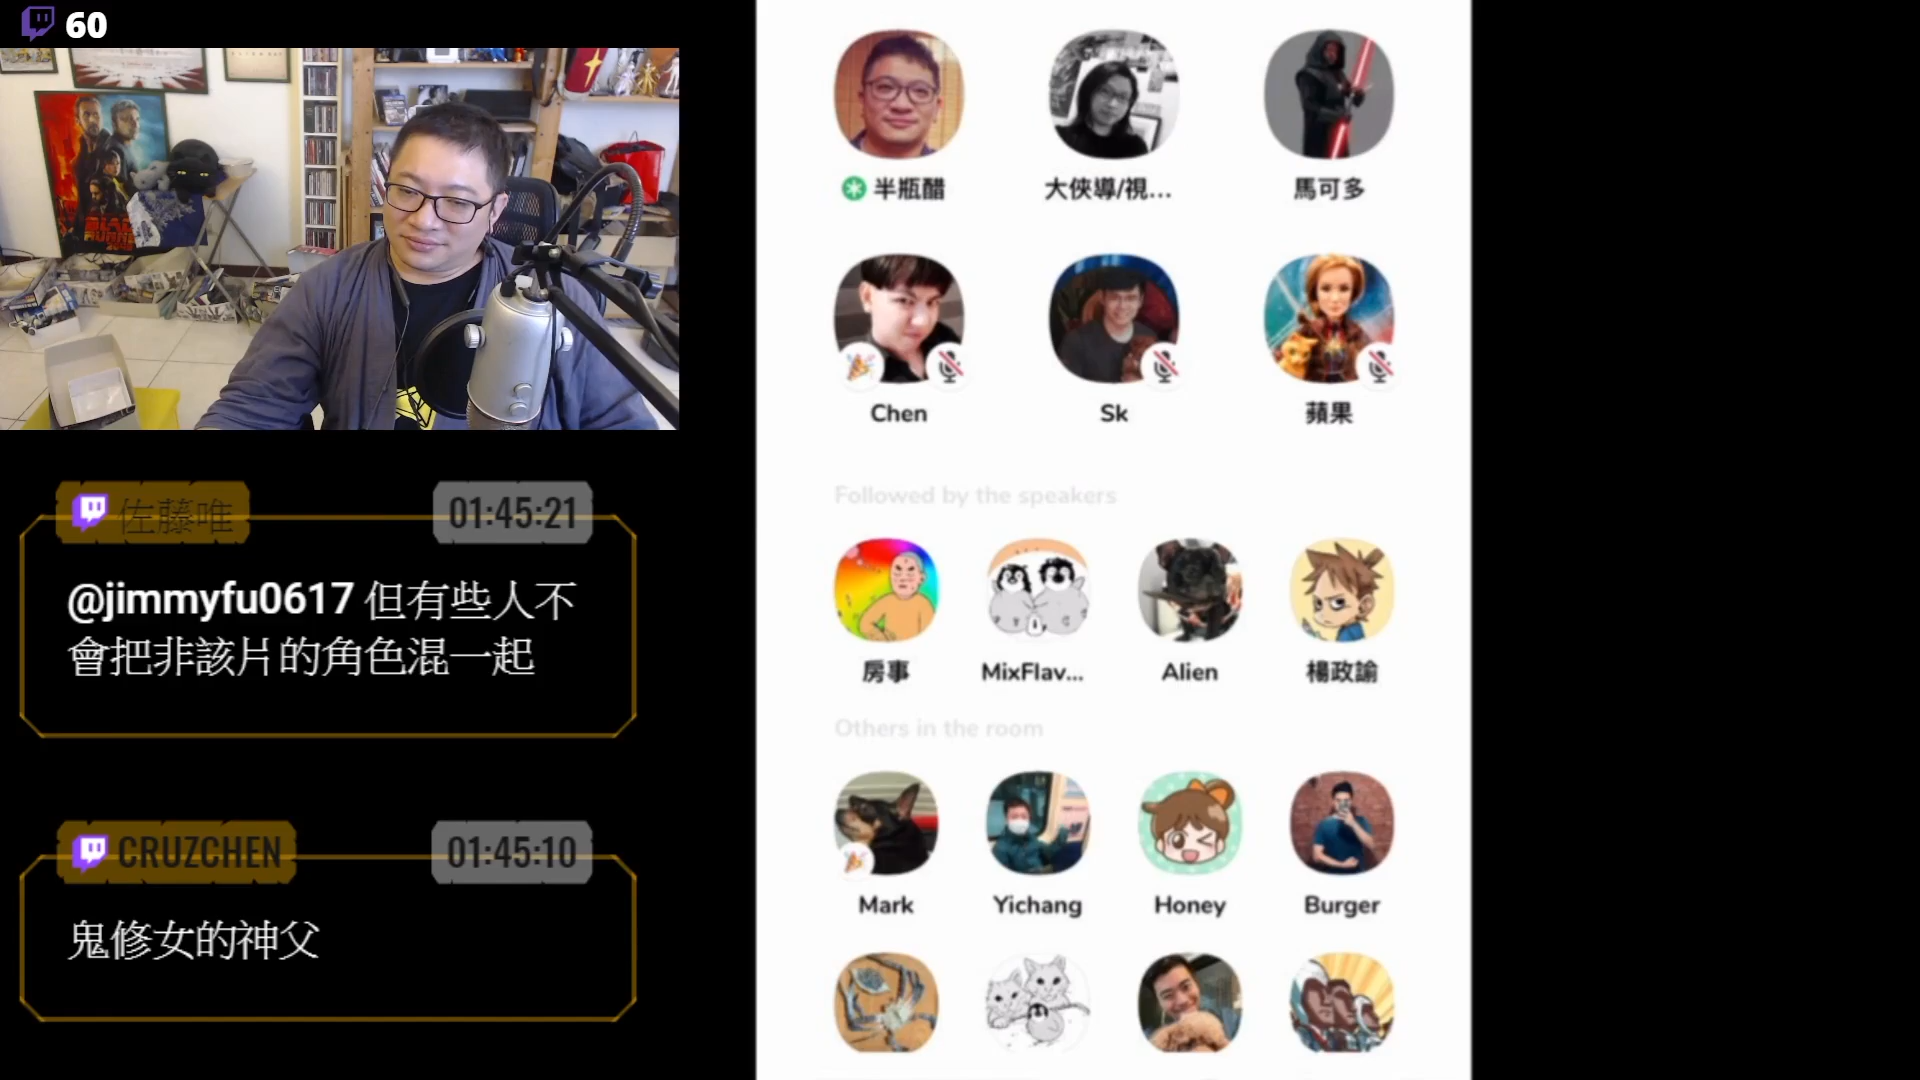 60
半瓶醋
大俠導/視...
馬可多
Chen
Sk
蘋果
Followed by the speakers
房事
MixFlav...
Alien
楊政諭
Others in the room
Mark
Yichang
Honey
Burger
佐藤唯
01:45:21
@jimmyfu0617 但有些人不
會把非該片的角色混一起
CRUZCHEN
01:45:10
鬼修女的神父